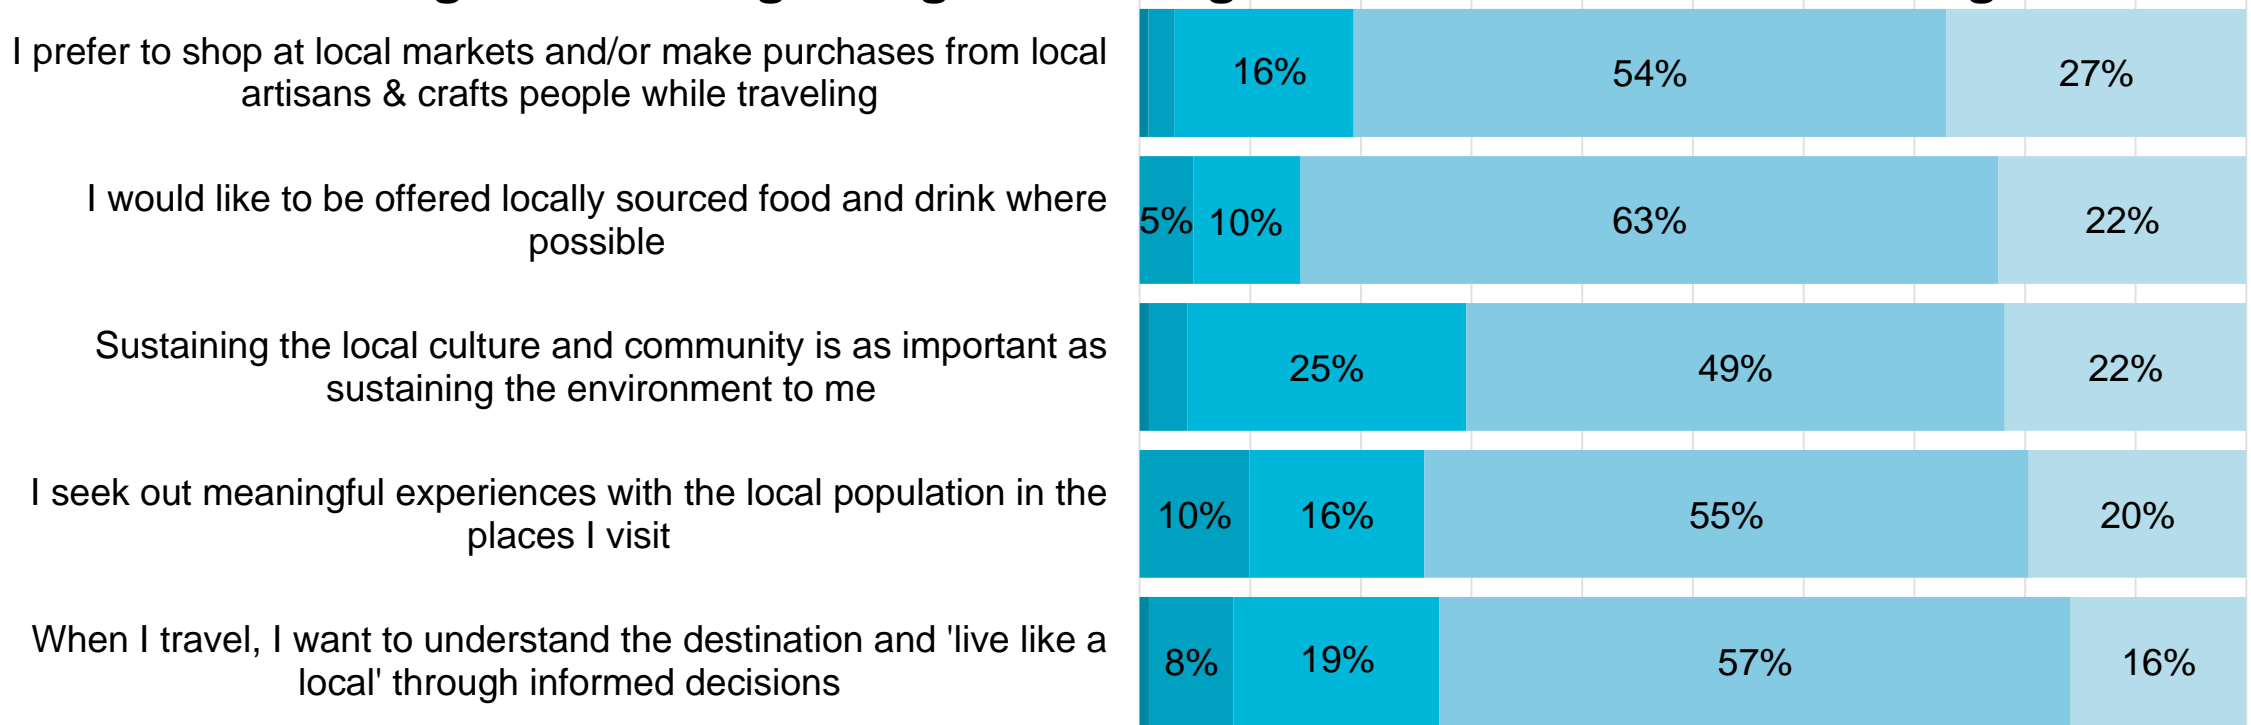 I prefer to shop at local markets and/or make purchases from local
artisans & crafts people while traveling
16% 54% 27%
I would like to be offered locally sourced food and drink where
possible
5% 10% 63% 22%
Sustaining the local culture and community is as important as
sustaining the environment to me
25% 49% 22%
I seek out meaningful experiences with the local population in the
places I visit
10% 16% 55% 20%
When I travel, I want to understand the destination and 'live like a
local' through informed decisions
8% 19% 57% 16%